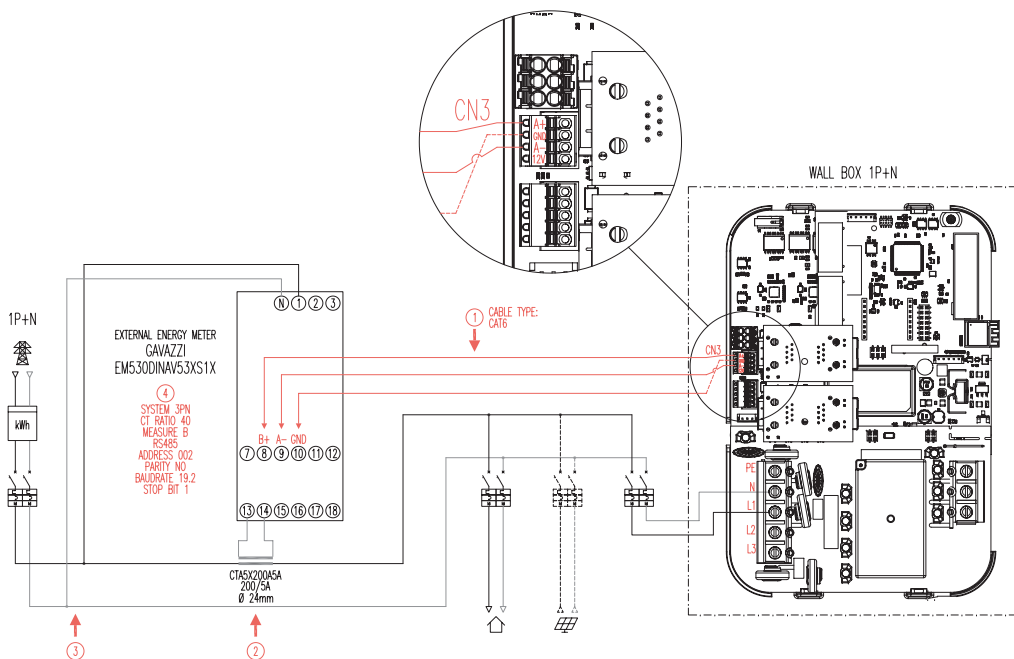 CN3
A+
GND
A-
12V
WALL BOX 1P+N
1P+N
kWh
EXTERNAL ENERGY METER
GAVAZZI
EM530DINAV53XS1X
4
SYSTEM 3PN
CT RATIO 40
MEASURE B
RS485
ADDRESS 002
PARITY NO
BAUDRATE 19.2
STOP BIT 1
N 1 2 3
B+ A- GND
7 8 9 10 11 12
13 14 15 16 17 18
1 CABLE TYPE:
CAT6
CN3
CTA5X200A5A
200/5A
Ø 24mm
3
2
PE
N
L1
L2
L3